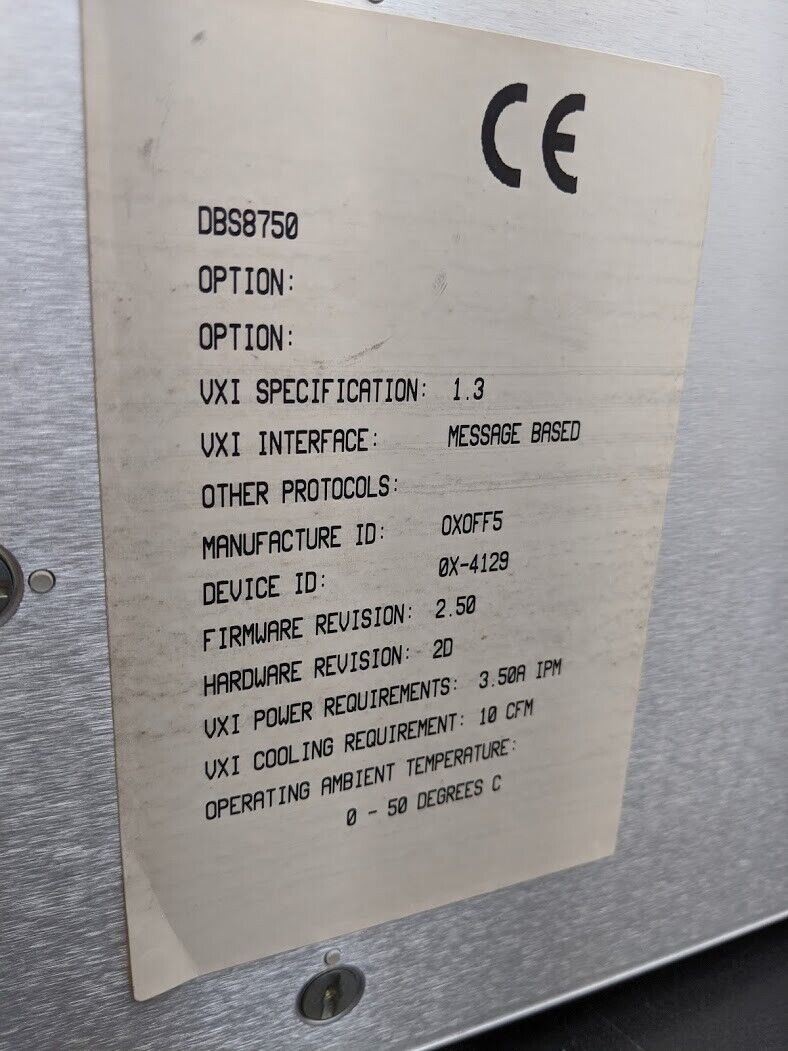 CE
DBS8750
OPTION:
OPTION:
VXI SPECIFICATION: 1.3
VXI INTERFACE: MESSAGE BASED
OTHER PROTOCOLS:
MANUFACTURE ID: 0X0FF5
DEVICE ID: 0X-4129
FIRMWARE REVISION: 2.50
HARDWARE REVISION: 2D
VXI POWER REQUIREMENTS: 3.50A IPM
VXI COOLING REQUIREMENT: 10 CFM
OPERATING AMBIENT TEMPERATURE:
0 - 50 DEGREES C